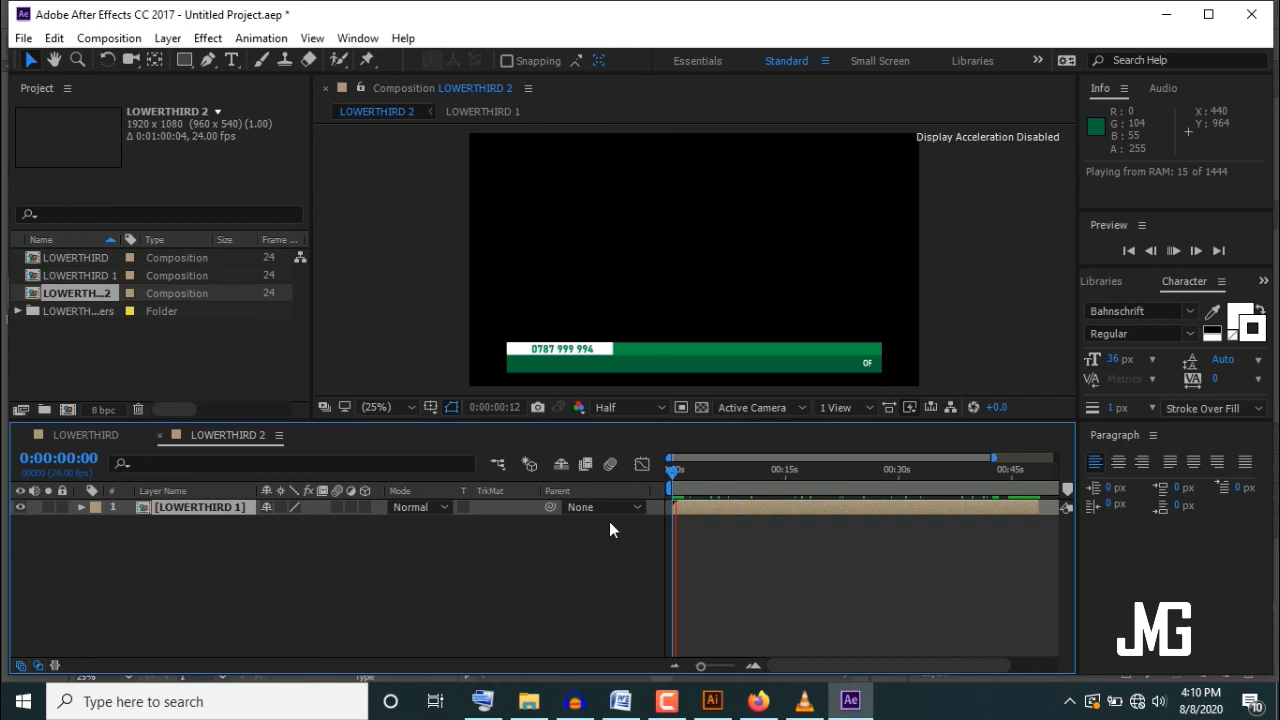 Adobe After Effects CC 2017 - Untitled Project.aep *
File Edit Composition Layer Effect Animation View Window Help
Snapping Essentials Standard Small Screen Libraries Search Help
Project
LOWERTHIRD 2
1920 x 1080 (960 x 540) (1.00)
Δ 0:01:00:04, 24.00 fps
Name Type Size Frame ...
LOWERTHIRD Composition 24
LOWERTHIRD 1 Composition 24
LOWERTH...2 Composition 24
LOWERTH...ers Folder
8 bpc
Composition LOWERTHIRD 2
LOWERTHIRD 2 LOWERTHIRD 1
Display Acceleration Disabled
0787 999 994
OF
(25%) 0:00:00:12 Half Active Camera 1 View +0.0
Info Audio
R: 0 X: 440
G: 104 Y: 964
B: 55
A: 255
Playing from RAM: 15 of 1444
Preview
Libraries Character
Bahnschrift
Regular
36 px Auto
Metrics 0
1 px Stroke Over Fill
Paragraph
0 px 0 px 0 px
0 px 0 px
LOWERTHIRD LOWERTHIRD 2
0:00:00:00
00000 (24.00 fps)
00s 00:15s 00:30s 00:45s
# Layer Name Mode T TrkMat Parent
1 [LOWERTHIRD 1] Normal None
JMG
Type here to search
W Ai Ae
4:10 PM
8/8/2020
10